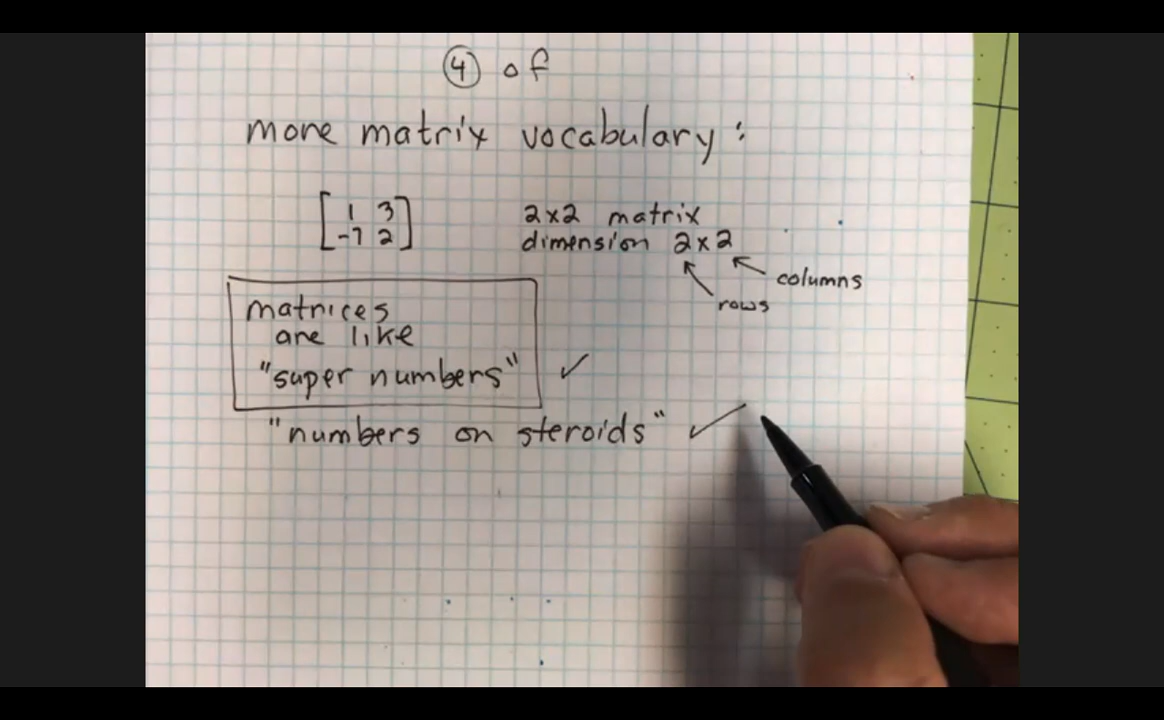 ④ of
more matrix vocabulary:
[1 3
-7 2]
2x2 matrix
dimension 2x2
columns
rows
matrices
are like
"super numbers" ✓
"numbers on steroids" ✓